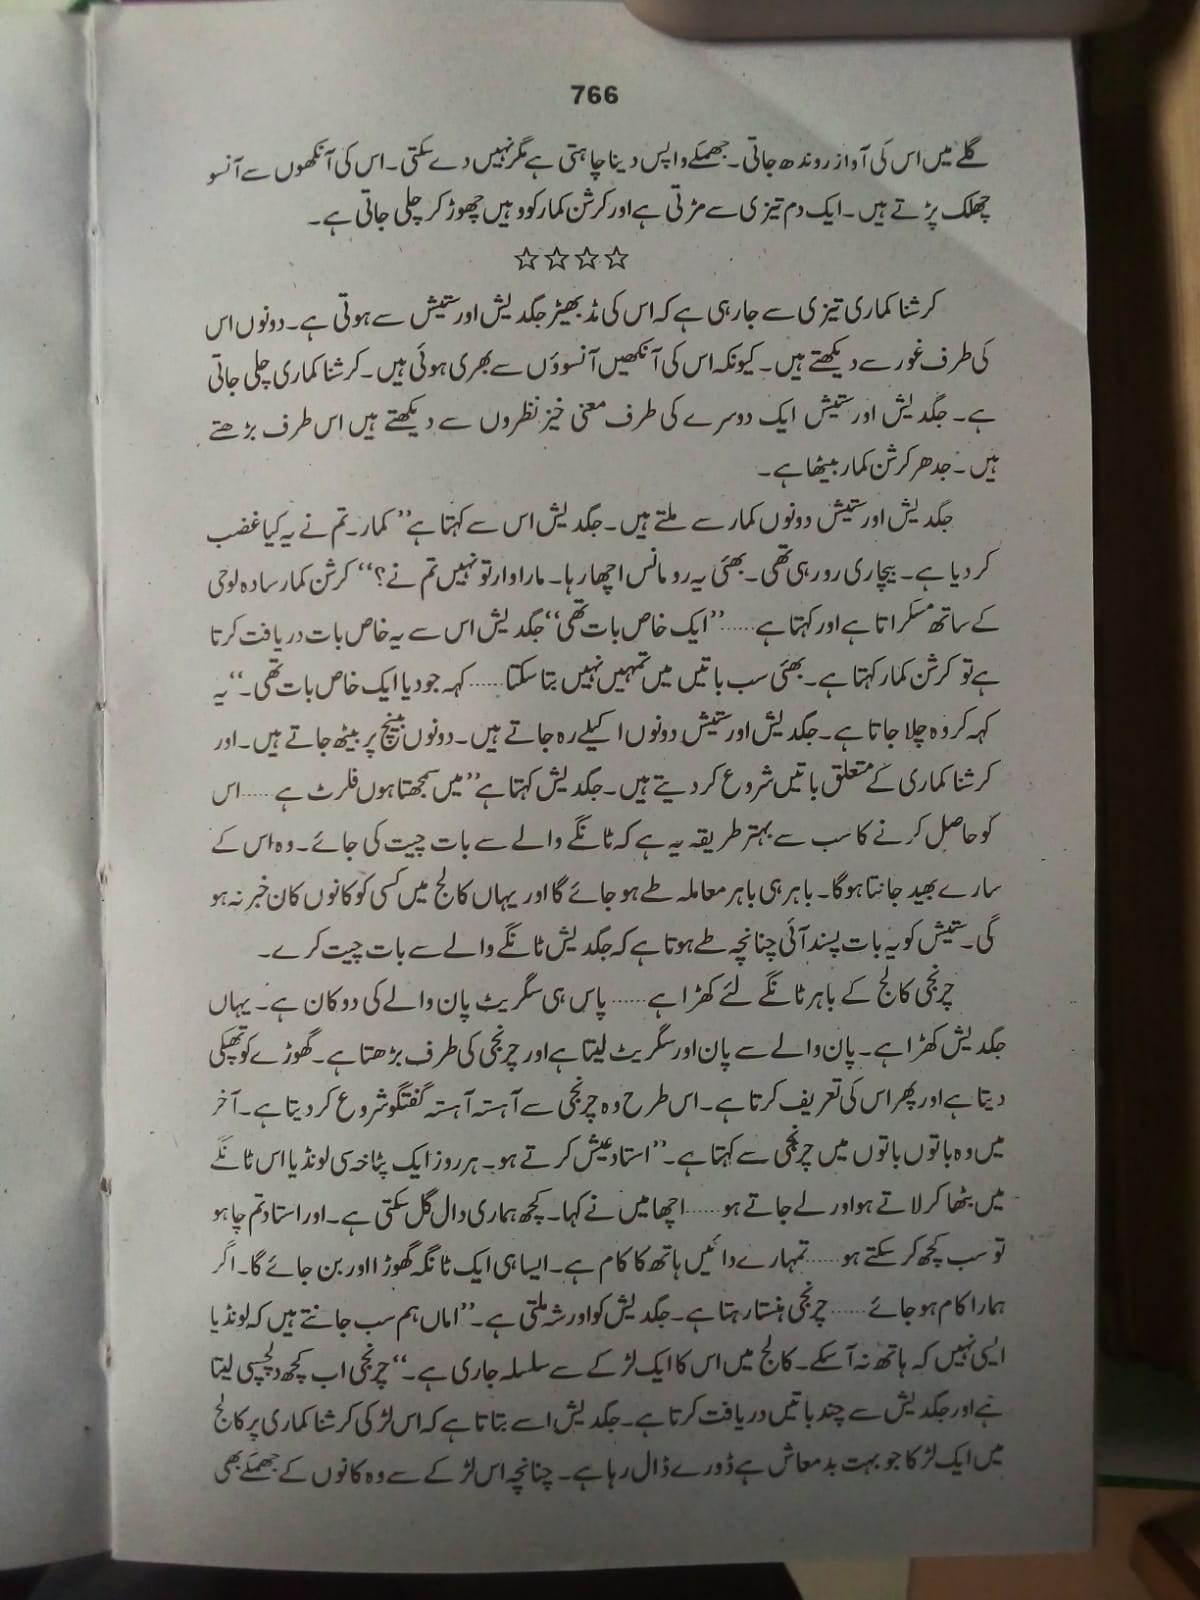 766
گلے میں اس کی آواز روندھ جاتی۔ جھمکے واپس دینا چاہتی ہے مگر نہیں دے سکتی۔ اس کی آنکھوں سے آنسو
چھلک پڑتے ہیں۔ ایک دم تیزی سے مڑتی ہے اور کرشن کمار کو وہیں چھوڑ کر چلی جاتی ہے۔
☆☆☆☆
کرشنا کماری تیزی سے جا رہی ہے کہ اس کی مڈبھیڑ جگدیش اور ستیش سے ہوتی ہے۔ دونوں اس
کی طرف غور سے دیکھتے ہیں۔ کیونکہ اس کی آنکھیں آنسوؤں سے بھری ہوئی ہیں۔ کرشنا کماری چلی جاتی
ہے۔ جگدیش اور ستیش ایک دوسرے کی طرف معنی خیز نظروں سے دیکھتے ہیں اس طرف بڑھتے
ہیں۔ جدھر کرشن کمار بیٹھا ہے۔
جگدیش اور ستیش دونوں کمار سے ملتے ہیں۔ جگدیش اس سے کہتا ہے ’’کمار۔ تم نے یہ کیا غضب
کر دیا ہے۔ بیچاری رو رہی تھی۔ بھئی یہ رومانس اچھا رہا۔ مارا وار تو نہیں تم نے؟‘‘ کرشن کمار سادہ لوحی
کے ساتھ مسکراتا ہے اور کہتا ہے...... ’’ایک خاص بات تھی‘‘ جگدیش اس سے یہ خاص بات دریافت کرتا
ہے تو کرشن کمار کہتا ہے۔ بھئی سب باتیں میں تمہیں نہیں بتا سکتا...... کہہ جو دیا ایک خاص بات تھی۔‘‘ یہ
کہہ کر وہ چلا جاتا ہے۔ جگدیش اور ستیش دونوں اکیلے رہ جاتے ہیں۔ دونوں بینچ پر بیٹھ جاتے ہیں۔ اور
کرشنا کماری کے متعلق باتیں شروع کر دیتے ہیں۔ جگدیش کہتا ہے ’’میں سمجھتا ہوں فلرٹ ہے...... اس
کو حاصل کرنے کا سب سے بہتر طریقہ یہ ہے کہ ٹانگے والے سے بات چیت کی جائے۔ وہ اس کے
سارے بھید جانتا ہوگا۔ باہر ہی باہر معاملہ طے ہو جائے گا اور یہاں کالج میں کسی کو کانوں کان خبر نہ ہو
گی۔ ستیش کو یہ بات پسند آئی چنانچہ طے ہوتا ہے کہ جگدیش ٹانگے والے سے بات چیت کرے۔
چرنجی کالج کے باہر ٹانگے لئے کھڑا ہے...... پاس ہی سگریٹ پان والے کی دوکان ہے۔ یہاں
جگدیش کھڑا ہے۔ پان والے سے پان اور سگریٹ لیتا ہے اور چرنجی کی طرف بڑھتا ہے۔ گھوڑے کو تھپکی
دیتا ہے اور پھر اس کی تعریف کرتا ہے۔ اس طرح وہ چرنجی سے آہستہ آہستہ گفتگو شروع کر دیتا ہے۔ آخر
میں وہ باتوں باتوں میں چرنجی سے کہتا ہے۔ ’’استاد عیش کرتے ہو۔ ہر روز ایک پٹاخہ سی لونڈیا اس ٹانگے
میں بٹھا کر لاتے ہو اور لے جاتے ہو...... اچھا میں نے کہا۔ کچھ ہماری دال گل سکتی ہے۔ اور استاد تم چاہو
تو سب کچھ کر سکتے ہو...... تمہارے دائیں ہاتھ کا کام ہے۔ ایسا ہی ایک ٹانگہ گھوڑا اور بن جائے گا۔ اگر
ہمارا کام ہو جائے...... چرنجی ہنستا رہتا ہے۔ جگدیش کو اور شہ ملتی ہے۔ ’’اماں ہم سب جانتے ہیں کہ لونڈیا
ایسی نہیں کہ ہاتھ نہ آ سکے۔ کالج میں اس کا ایک لڑکے سے سلسلہ جاری ہے۔‘‘ چرنجی اب کچھ دلچسپی لیتا
ہے اور جگدیش سے چند باتیں دریافت کرتا ہے۔ جگدیش اسے بتاتا ہے کہ اس لڑکی کرشنا کماری پر کالج
میں ایک لڑکا جو بہت بدمعاش ہے ڈورے ڈال رہا ہے۔ چنانچہ اس لڑکے سے وہ کانوں کے جھمکے بھی